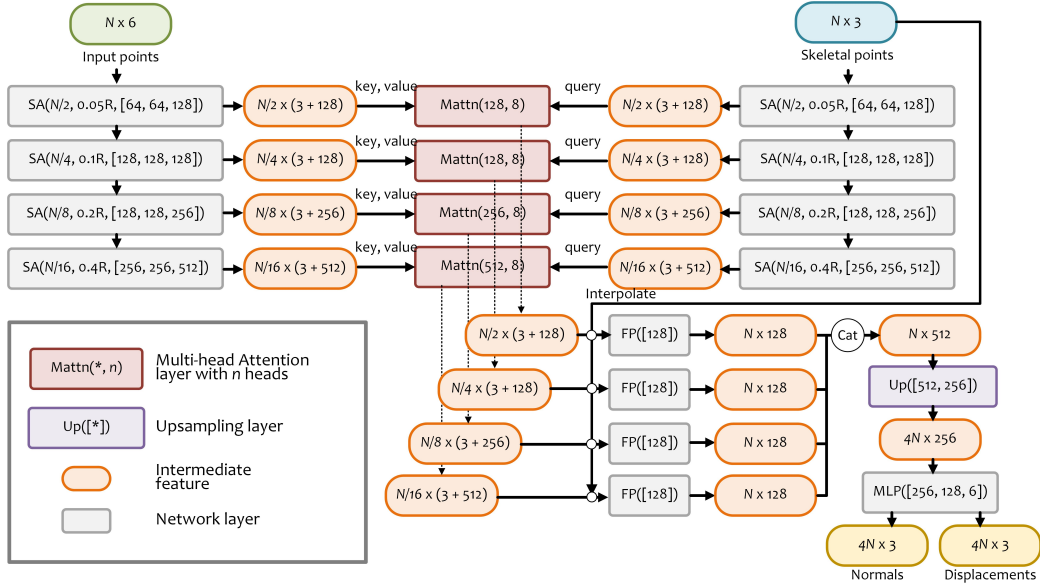 N x 6
N x 3
Input points
Skeletal points
SA(N/2, 0.05R, [64, 64, 128])
N/2 x (3 + 128)
key, value
Mattn(128, 8)
query
N/2 x (3 + 128)
SA(N/2, 0.05R, [64, 64, 128])
SA(N/4, 0.1R, [128, 128, 128])
N/4 x (3 + 128)
key, value
Mattn(128, 8)
query
N/4 x (3 + 128)
SA(N/4, 0.1R, [128, 128, 128])
SA(N/8, 0.2R, [128, 128, 256])
N/8 x (3 + 256)
key, value
Mattn(256, 8)
query
N/8 x (3 + 256)
SA(N/8, 0.2R, [128, 128, 256])
SA(N/16, 0.4R, [256, 256, 512])
N/16 x (3 + 512)
key, value
Mattn(512, 8)
query
N/16 x (3 + 512)
SA(N/16, 0.4R, [256, 256, 512])
Interpolate
N/2 x (3 + 128)
FP([128])
N x 128
Cat
N x 512
N/4 x (3 + 128)
FP([128])
N x 128
Up([512, 256])
N/8 x (3 + 256)
FP([128])
N x 128
4N x 256
N/16 x (3 + 512)
FP([128])
N x 128
MLP([256, 128, 6])
4N x 3
4N x 3
Normals
Displacements
Mattn(*, n)
Multi-head Attention
layer with n heads
Up([*])
Upsampling layer
Intermediate
feature
Network layer